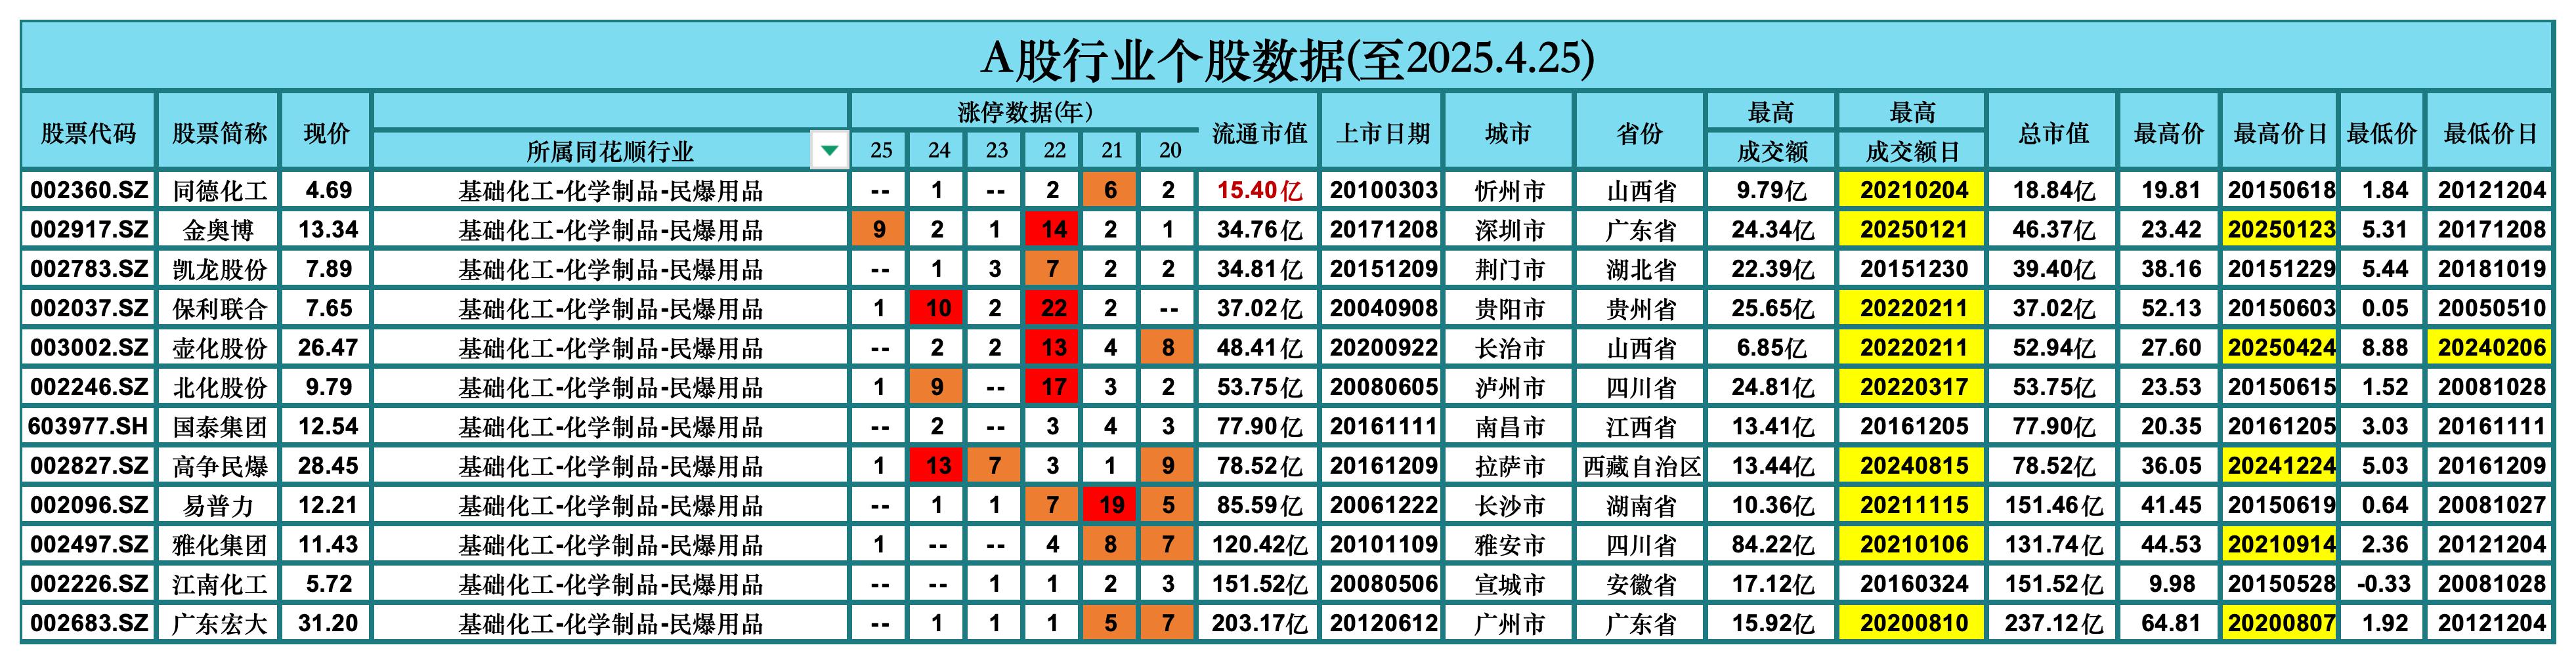 A股行业个股数据(至2025.4.25)
股票代码 股票简称 现价 所属同花顺行业 涨停数据(年) 流通市值 上市日期 城市 省份 最高 最高 总市值 最高价 最高价日 最低价 最低价日
25 24 23 22 21 20 成交额 成交额日
002360.SZ 同德化工 4.69 基础化工-化学制品-民爆用品 -- 1 -- 2 6 2 15.40亿 20100303 忻州市 山西省 9.79亿 20210204 18.84亿 19.81 20150618 1.84 20121204
002917.SZ 金奥博 13.34 基础化工-化学制品-民爆用品 9 2 1 14 2 1 34.76亿 20171208 深圳市 广东省 24.34亿 20250121 46.37亿 23.42 20250123 5.31 20171208
002783.SZ 凯龙股份 7.89 基础化工-化学制品-民爆用品 -- 1 3 7 2 2 34.81亿 20151209 荆门市 湖北省 22.39亿 20151230 39.40亿 38.16 20151229 5.44 20181019
002037.SZ 保利联合 7.65 基础化工-化学制品-民爆用品 1 10 2 22 2 -- 37.02亿 20040908 贵阳市 贵州省 25.65亿 20220211 37.02亿 52.13 20150603 0.05 20050510
003002.SZ 壶化股份 26.47 基础化工-化学制品-民爆用品 -- 2 2 13 4 8 48.41亿 20200922 长治市 山西省 6.85亿 20220211 52.94亿 27.60 20250424 8.88 20240206
002246.SZ 北化股份 9.79 基础化工-化学制品-民爆用品 1 9 -- 17 3 2 53.75亿 20080605 泸州市 四川省 24.81亿 20220317 53.75亿 23.53 20150615 1.52 20081028
603977.SH 国泰集团 12.54 基础化工-化学制品-民爆用品 -- 2 -- 3 4 3 77.90亿 20161111 南昌市 江西省 13.41亿 20161205 77.90亿 20.35 20161205 3.03 20161111
002827.SZ 高争民爆 28.45 基础化工-化学制品-民爆用品 1 13 7 3 1 9 78.52亿 20161209 拉萨市 西藏自治区 13.44亿 20240815 78.52亿 36.05 20241224 5.03 20161209
002096.SZ 易普力 12.21 基础化工-化学制品-民爆用品 -- 1 1 7 19 5 85.59亿 20061222 长沙市 湖南省 10.36亿 20211115 151.46亿 41.45 20150619 0.64 20081027
002497.SZ 雅化集团 11.43 基础化工-化学制品-民爆用品 1 -- -- 4 8 7 120.42亿 20101109 雅安市 四川省 84.22亿 20210106 131.74亿 44.53 20210914 2.36 20121204
002226.SZ 江南化工 5.72 基础化工-化学制品-民爆用品 -- -- 1 1 2 3 151.52亿 20080506 宣城市 安徽省 17.12亿 20160324 151.52亿 9.98 20150528 -0.33 20081028
002683.SZ 广东宏大 31.20 基础化工-化学制品-民爆用品 -- 1 1 1 5 7 203.17亿 20120612 广州市 广东省 15.92亿 20200810 237.12亿 64.81 20200807 1.92 20121204